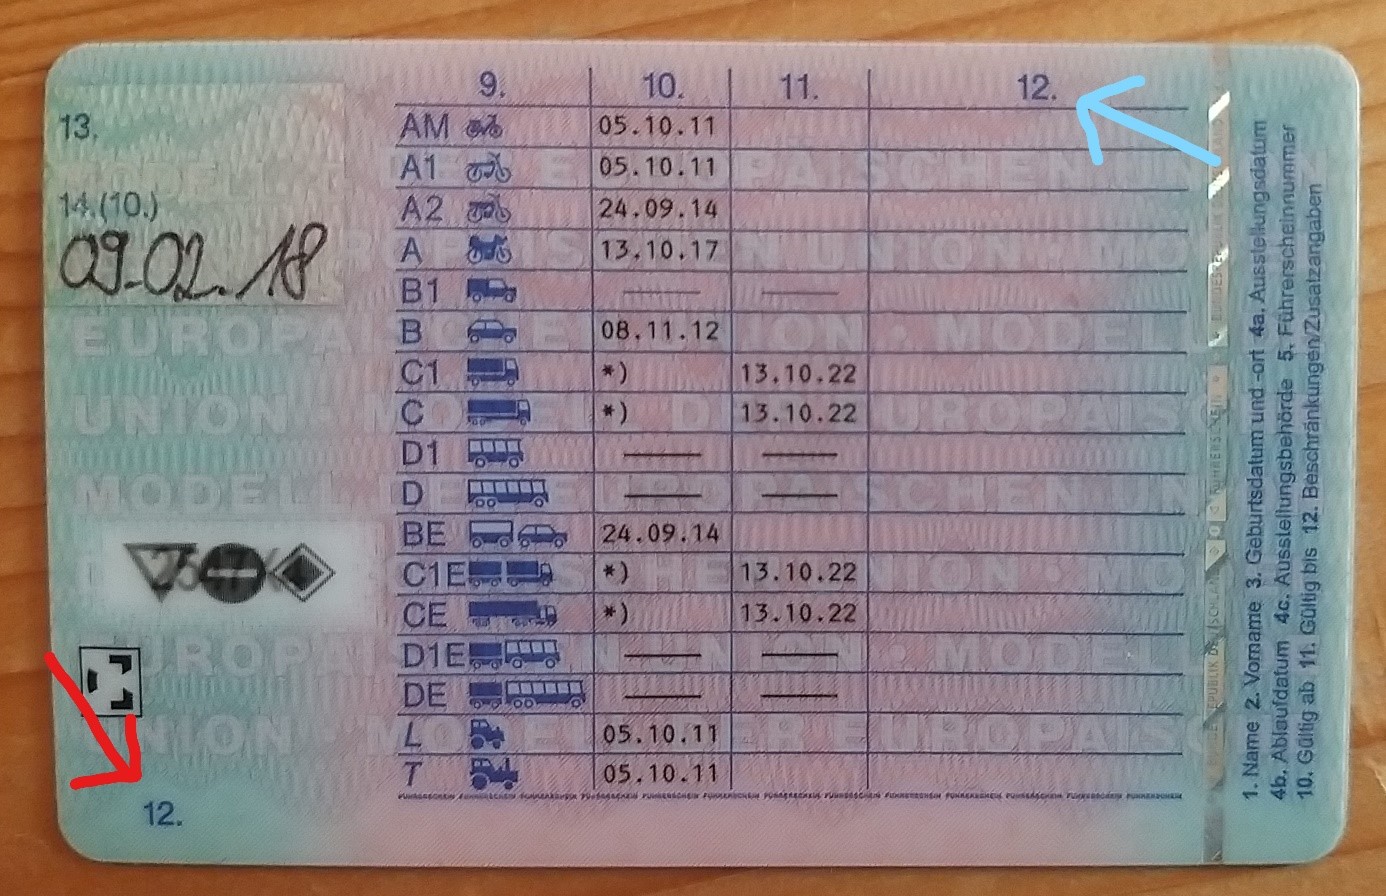 13.
14.(10.)
09.02.18
12.
9. 10. 11. 12.
AM 05.10.11
A1 05.10.11
A2 24.09.14
A 13.10.17
B1
B 08.11.12
C1 *) 13.10.22
C *) 13.10.22
D1
D
BE 24.09.14
C1E *) 13.10.22
CE *) 13.10.22
D1E
DE
L 05.10.11
T 05.10.11
1. Name 2. Vorname 3. Geburtsdatum und -ort 4a. Ausstellungsdatum
4b. Ablaufdatum 4c. Ausstellungsbehörde 5. Führerscheinnummer
10. Gültig ab 11. Gültig bis 12. Beschränkungen/Zusatzangaben